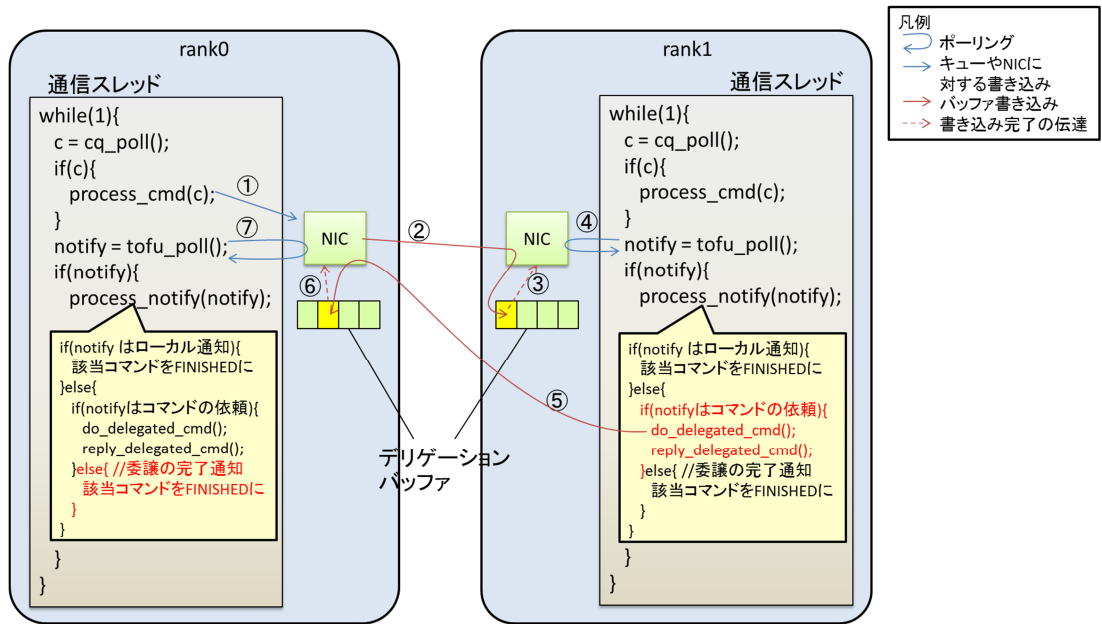 凡例
ポーリング
キューやNICに
対する書き込み
バッファ書き込み
書き込み完了の伝達
rank0
通信スレッド
while(1){
c = cq_poll();
if(c){
process_cmd(c);
}
notify = tofu_poll();
if(notify){
process_notify(notify);
if(notify はローカル通知){
該当コマンドをFINISHEDに
}else{
if(notifyはコマンドの依頼){
do_delegated_cmd();
reply_delegated_cmd();
}else{ //委譲の完了通知
該当コマンドをFINISHEDに
}
}
}
}
①
⑦
NIC
⑥
②
デリゲーション
バッファ
⑤
rank1
通信スレッド
NIC
④
③
while(1){
c = cq_poll();
if(c){
process_cmd(c);
}
notify = tofu_poll();
if(notify){
process_notify(notify);
if(notify はローカル通知){
該当コマンドをFINISHEDに
}else{
if(notifyはコマンドの依頼){
do_delegated_cmd();
reply_delegated_cmd();
}else{ //委譲の完了通知
該当コマンドをFINISHEDに
}
}
}
}